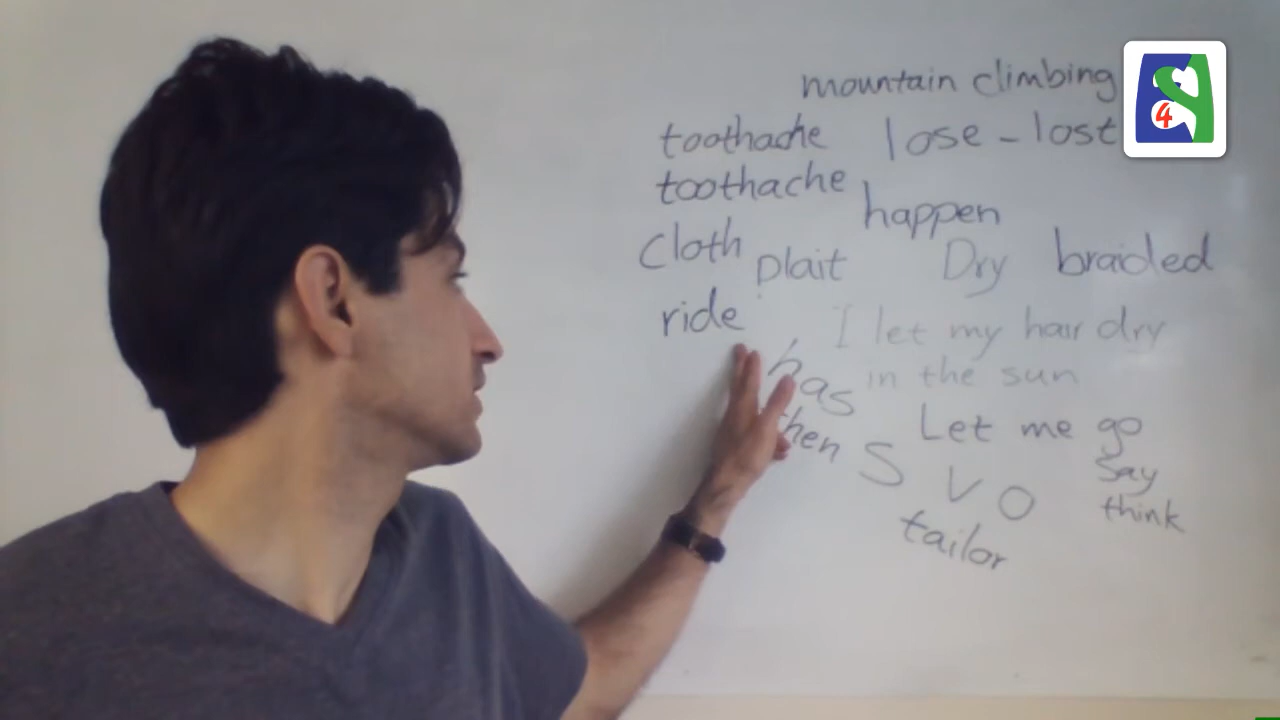 mountain climbing
4
toothache lose - lost
toothache
happen
Cloth plait Dry braided
ride I let my hair dry
has in the sun
then Let me go
S V O say
think
tailor